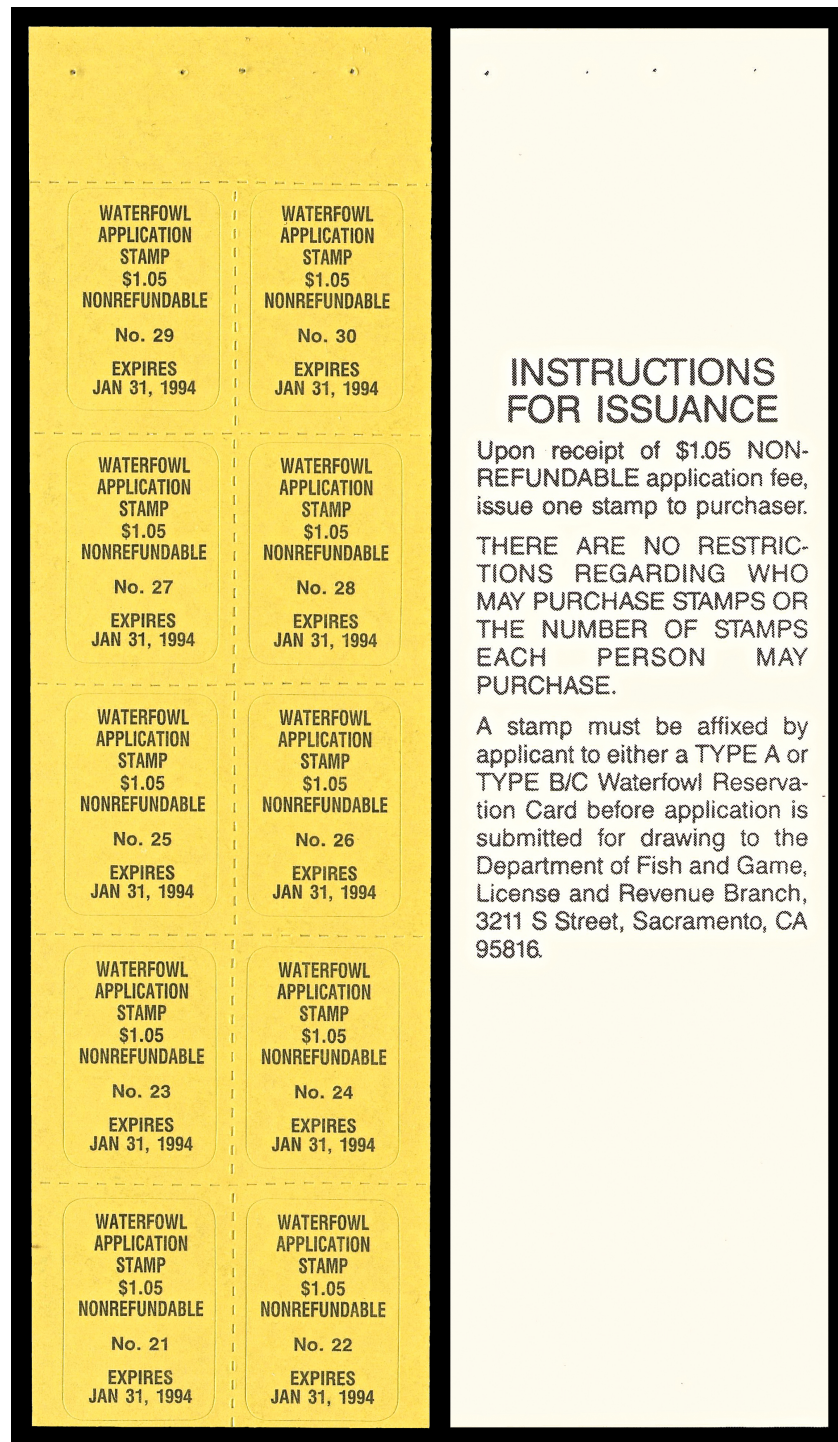 WATERFOWL
APPLICATION
STAMP
$1.05
NONREFUNDABLE
No. 29
EXPIRES
JAN 31, 1994
WATERFOWL
APPLICATION
STAMP
$1.05
NONREFUNDABLE
No. 30
EXPIRES
JAN 31, 1994
WATERFOWL
APPLICATION
STAMP
$1.05
NONREFUNDABLE
No. 27
EXPIRES
JAN 31, 1994
WATERFOWL
APPLICATION
STAMP
$1.05
NONREFUNDABLE
No. 28
EXPIRES
JAN 31, 1994
WATERFOWL
APPLICATION
STAMP
$1.05
NONREFUNDABLE
No. 25
EXPIRES
JAN 31, 1994
WATERFOWL
APPLICATION
STAMP
$1.05
NONREFUNDABLE
No. 26
EXPIRES
JAN 31, 1994
WATERFOWL
APPLICATION
STAMP
$1.05
NONREFUNDABLE
No. 23
EXPIRES
JAN 31, 1994
WATERFOWL
APPLICATION
STAMP
$1.05
NONREFUNDABLE
No. 24
EXPIRES
JAN 31, 1994
WATERFOWL
APPLICATION
STAMP
$1.05
NONREFUNDABLE
No. 21
EXPIRES
JAN 31, 1994
WATERFOWL
APPLICATION
STAMP
$1.05
NONREFUNDABLE
No. 22
EXPIRES
JAN 31, 1994
INSTRUCTIONS
FOR ISSUANCE
Upon receipt of $1.05 NON-
REFUNDABLE application fee,
issue one stamp to purchaser.
THERE ARE NO RESTRIC-
TIONS REGARDING WHO
MAY PURCHASE STAMPS OR
THE NUMBER OF STAMPS
EACH PERSON MAY
PURCHASE.
A stamp must be affixed by
applicant to either a TYPE A or
TYPE B/C Waterfowl Reserva-
tion Card before application is
submitted for drawing to the
Department of Fish and Game,
License and Revenue Branch,
3211 S Street, Sacramento, CA
95816.